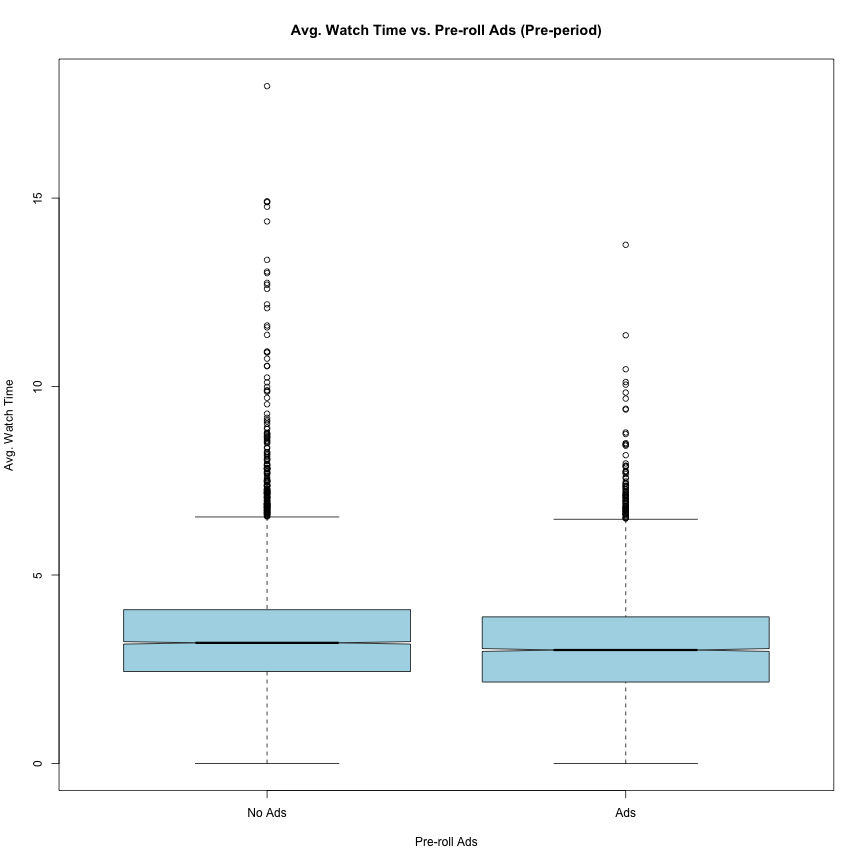 Avg. Watch Time vs. Pre-roll Ads (Pre-period)
Avg. Watch Time
15
10
5
0
No Ads
Ads
Pre-roll Ads